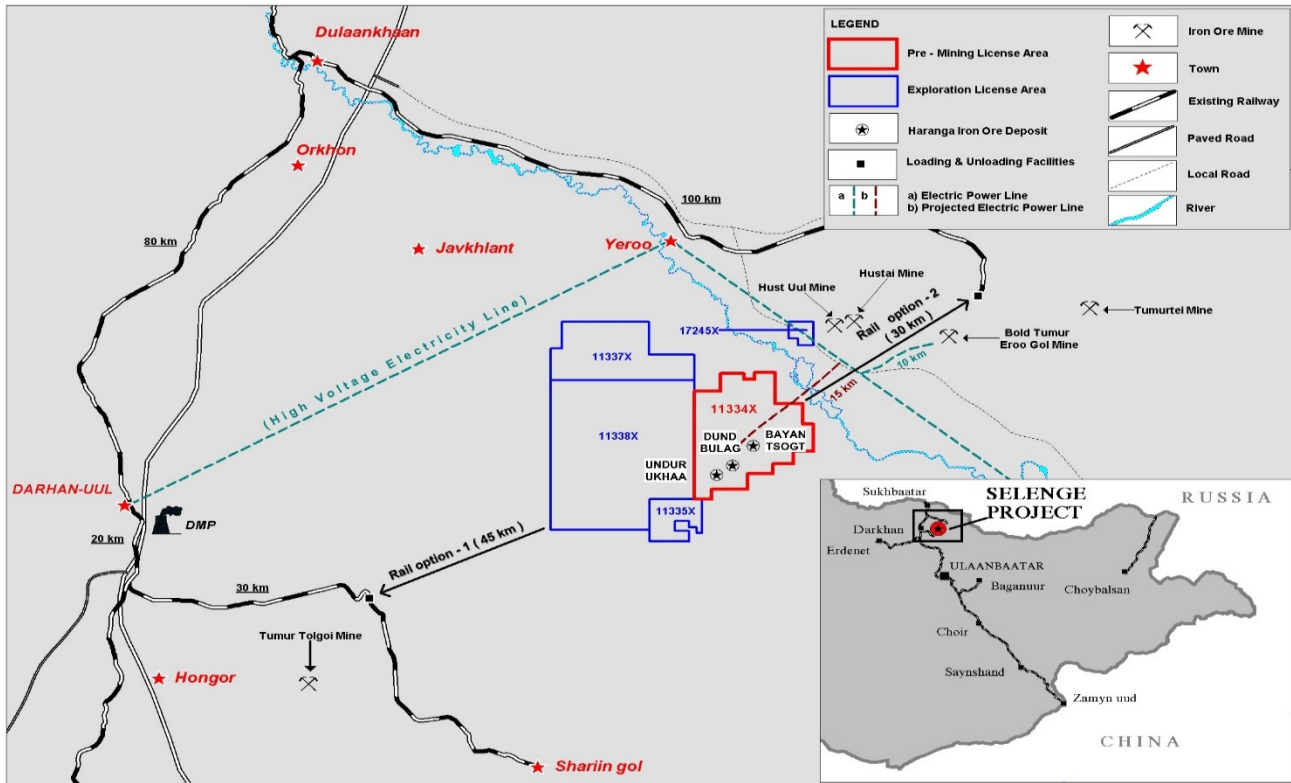 Dulaankhaan
Orkhon
80 km
Javkhlant
100 km
Yeroo
(High Voltage Electricity Line)
DARHAN-UUL
DMP
20 km
30 km
Tumur Tolgoi Mine
Hongor
Shariin gol
Rail option - 1 ( 45 km )
11337X
11338X
11335X
17245X
11334X
DUND
BULAG
BAYAN
TSOGT
UNDUR
UKHAA
Hust Uul Mine
Hustai Mine
Rail option - 2
( 30 km )
15 km
10 km
Tumurtei Mine
Bold Tumur
Eroo Gol Mine
LEGEND
Pre - Mining License Area
Exploration License Area
Haranga Iron Ore Deposit
Loading & Unloading Facilities
a b
a) Electric Power Line
b) Projected Electric Power Line
Iron Ore Mine
Town
Existing Railway
Paved Road
Local Road
River
Sukhbaatar
SELENGE
PROJECT
RUSSIA
Darkhan
Erdenet
ULAANBAATAR
Baganuur
Choybalsan
Choir
Saynshand
Zamyn uud
CHINA